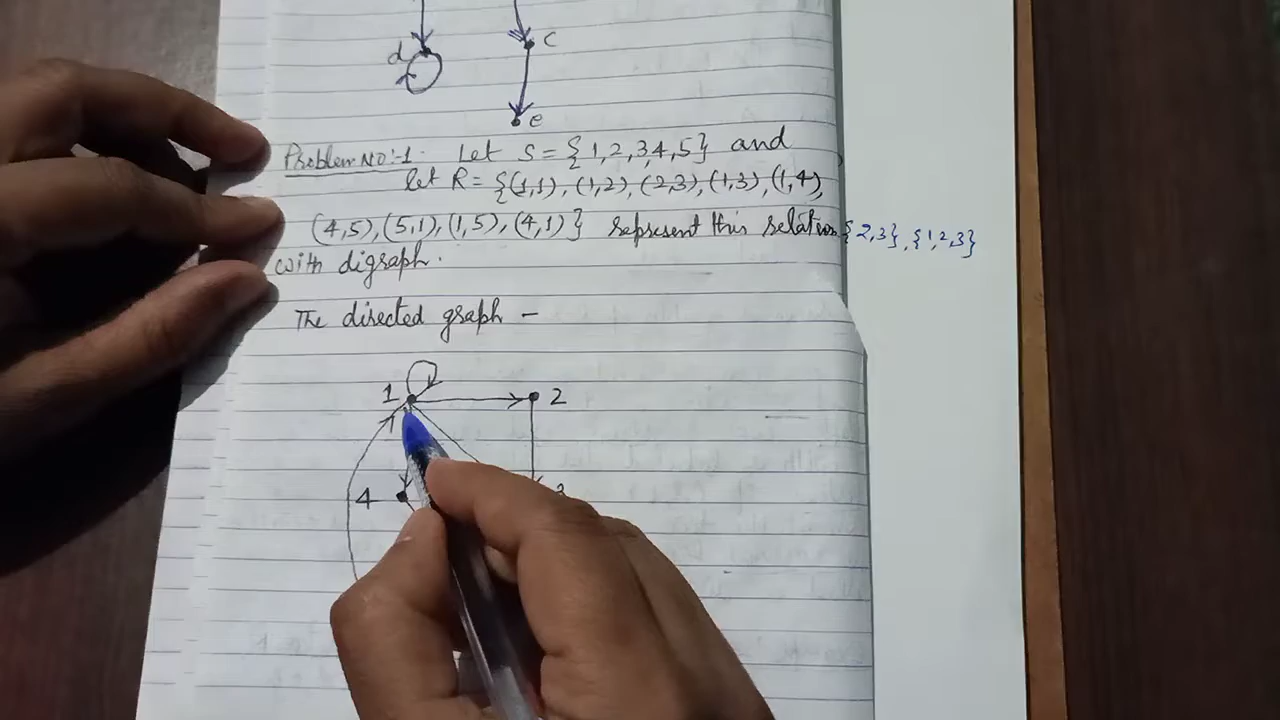 d
c
e
Problem NO:-1. Let S = {1,2,3,4,5} and
let R = {(1,1), (1,2), (2,3), (1,3), (1,4),
(4,5), (5,1), (1,5), (4,1)} represent this relation {2,3}, {1,2,3}
with digraph.
The directed graph -
1 2
4